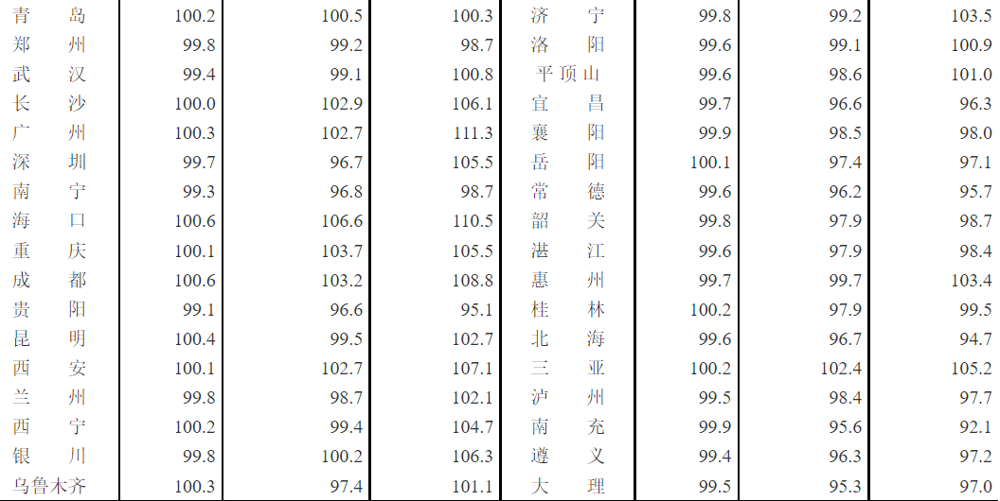 青岛 100.2 100.5 100.3 济宁 99.8 99.2 103.5
郑州 99.8 99.2 98.7 洛阳 99.6 99.1 100.9
武汉 99.4 99.1 100.8 平顶山 99.6 98.6 101.0
长沙 100.0 102.9 106.1 宜昌 99.7 96.6 96.3
广州 100.3 102.7 111.3 襄阳 99.9 98.5 98.0
深圳 99.7 96.7 105.5 岳阳 100.1 97.4 97.1
南宁 99.3 96.8 98.7 常德 99.6 96.2 95.7
海口 100.6 106.6 110.5 韶关 99.8 97.9 98.7
重庆 100.1 103.7 105.5 湛江 99.6 97.9 98.4
成都 100.6 103.2 108.8 惠州 99.7 99.7 103.4
贵阳 99.1 96.6 95.1 桂林 100.2 97.9 99.5
昆明 100.4 99.5 102.7 北海 99.6 96.7 94.7
西安 100.1 102.7 107.1 三亚 100.2 102.4 105.2
兰州 99.8 98.7 102.1 泸州 99.5 98.4 97.7
西宁 100.2 99.4 104.7 南充 99.9 95.6 92.1
银川 99.8 100.2 106.3 遵义 99.4 96.3 97.2
乌鲁木齐 100.3 97.4 101.1 大理 99.5 95.3 97.0